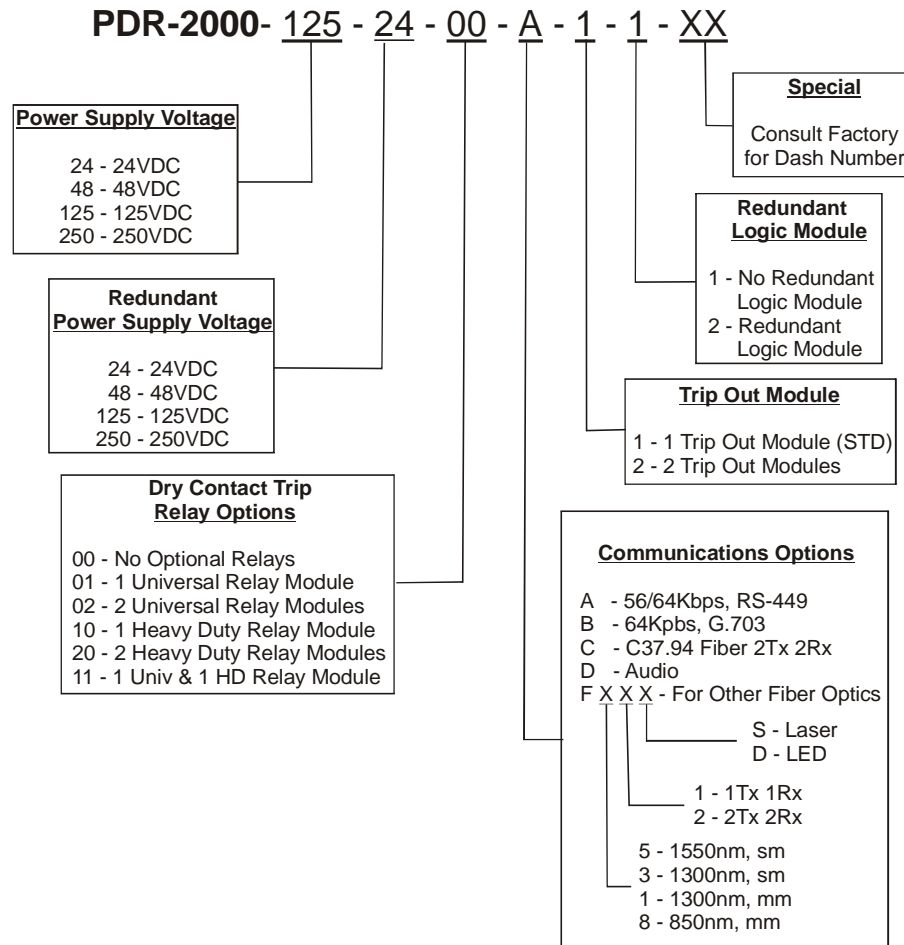 PDR-2000- 125 - 24 - 00 - A - 1 - 1 - XX
Special
Consult Factory
for Dash Number
Power Supply Voltage
24 - 24VDC
48 - 48VDC
125 - 125VDC
250 - 250VDC
Redundant
Logic Module
1 - No Redundant
Logic Module
2 - Redundant
Logic Module
Redundant
Power Supply Voltage
24 - 24VDC
48 - 48VDC
125 - 125VDC
250 - 250VDC
Trip Out Module
1 - 1 Trip Out Module (STD)
2 - 2 Trip Out Modules
Dry Contact Trip
Relay Options
00 - No Optional Relays
01 - 1 Universal Relay Module
02 - 2 Universal Relay Modules
10 - 1 Heavy Duty Relay Module
20 - 2 Heavy Duty Relay Modules
11 - 1 Univ & 1 HD Relay Module
Communications Options
A - 56/64Kbps, RS-449
B - 64Kpbs, G.703
C - C37.94 Fiber 2Tx 2Rx
D - Audio
F X X X - For Other Fiber Optics
S - Laser
D - LED
1 - 1Tx 1Rx
2 - 2Tx 2Rx
5 - 1550nm, sm
3 - 1300nm, sm
1 - 1300nm, mm
8 - 850nm, mm